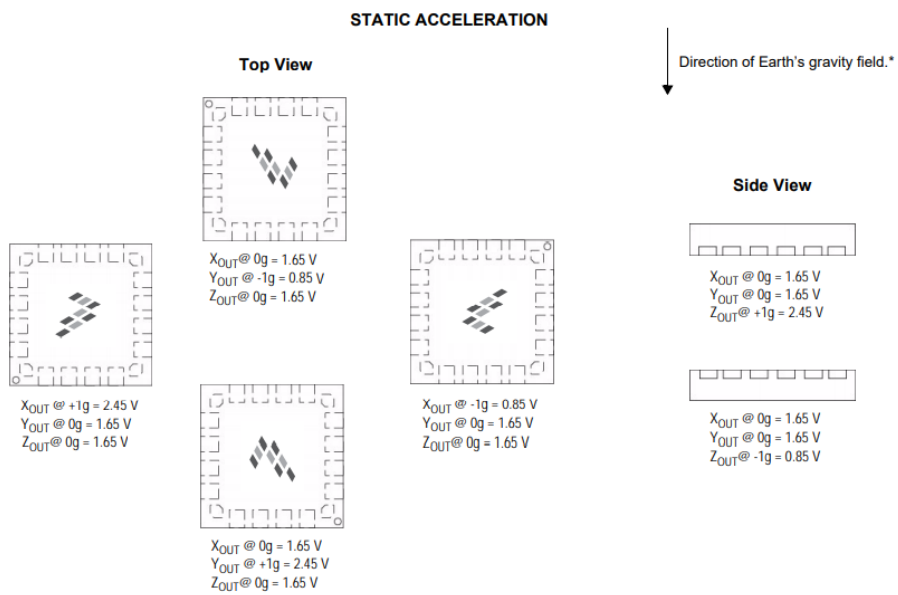 STATIC ACCELERATION
Direction of Earth's gravity field.*
Top View
Side View
XOUT @ 0g = 1.65 V
YOUT @ -1g = 0.85 V
ZOUT @ 0g = 1.65 V
XOUT @ 0g = 1.65 V
YOUT @ 0g = 1.65 V
ZOUT @ +1g = 2.45 V
XOUT @ +1g = 2.45 V
YOUT @ 0g = 1.65 V
ZOUT @ 0g = 1.65 V
XOUT @ -1g = 0.85 V
YOUT @ 0g = 1.65 V
ZOUT @ 0g = 1.65 V
XOUT @ 0g = 1.65 V
YOUT @ 0g = 1.65 V
ZOUT @ -1g = 0.85 V
XOUT @ 0g = 1.65 V
YOUT @ +1g = 2.45 V
ZOUT @ 0g = 1.65 V